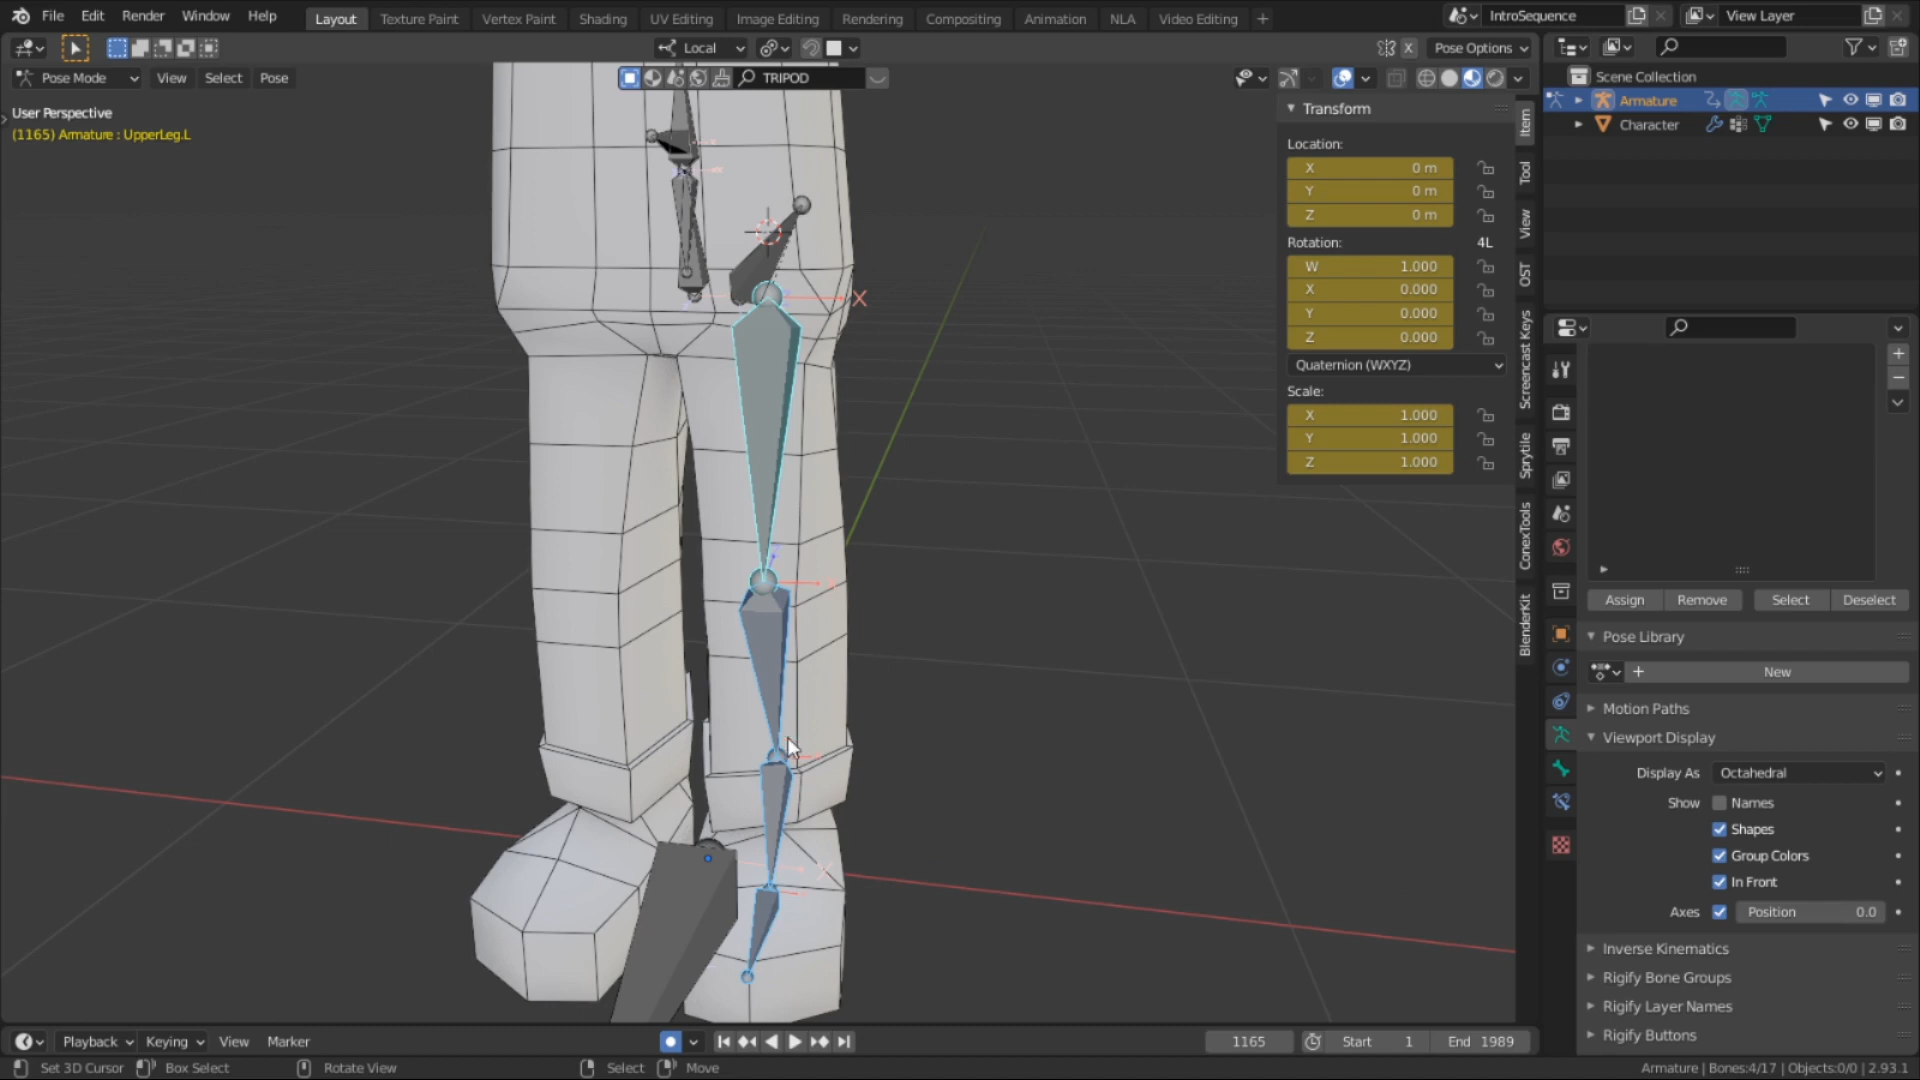 File Edit Render Window Help Layout Texture Paint Vertex Paint Shading UV Editing Image Editing Rendering Compositing Animation NLA Video Editing + IntroSequence View Layer
Local X Pose Options
Pose Mode View Select Pose TRIPOD
User Perspective
(1165) Armature : UpperLeg.L
X
Transform
Location:
X 0 m
Y 0 m
Z 0 m
Rotation: 4L
W 1.000
X 0.000
Y 0.000
Z 0.000
Quaternion (WXYZ)
Scale:
X 1.000
Y 1.000
Z 1.000
Item
Tool
View
OST
Screencast Keys
Sprytile
ConexTools
BlenderKit
Scene Collection
Armature
Character
Assign Remove Select Deselect
Pose Library
+ New
Motion Paths
Viewport Display
Display As Octahedral
Show Names
Shapes
Group Colors
In Front
Axes Position 0.0
Inverse Kinematics
Rigify Bone Groups
Rigify Layer Names
Rigify Buttons
Playback Keying View Marker 1165 Start 1 End 1989
Set 3D Cursor Box Select Rotate View Select Move Armature | Bones:4/17 | Objects:0/0 | 2.93.1